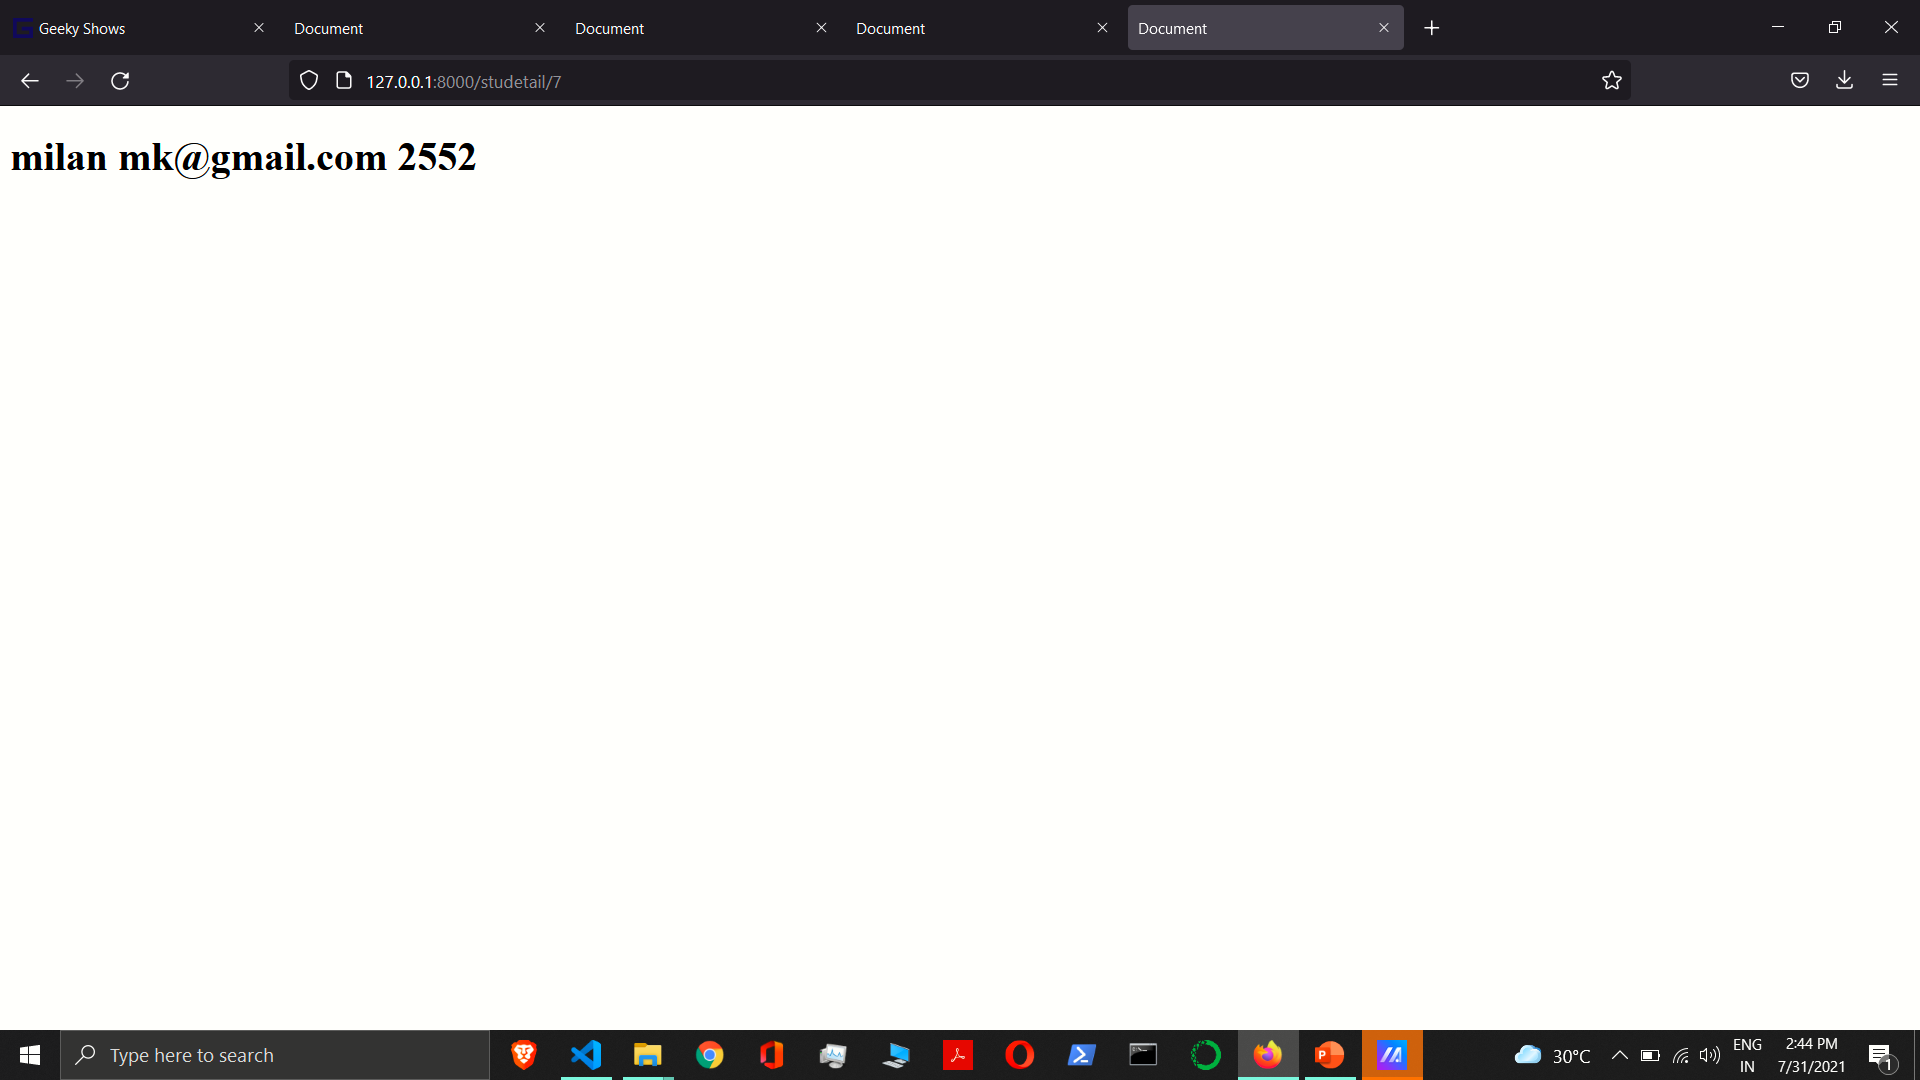 Geeky Shows
Document
Document
Document
Document
127.0.0.1:8000/studetail/7
milan mk@gmail.com 2552
Type here to search
30°C
ENG
IN
2:44 PM
7/31/2021
1